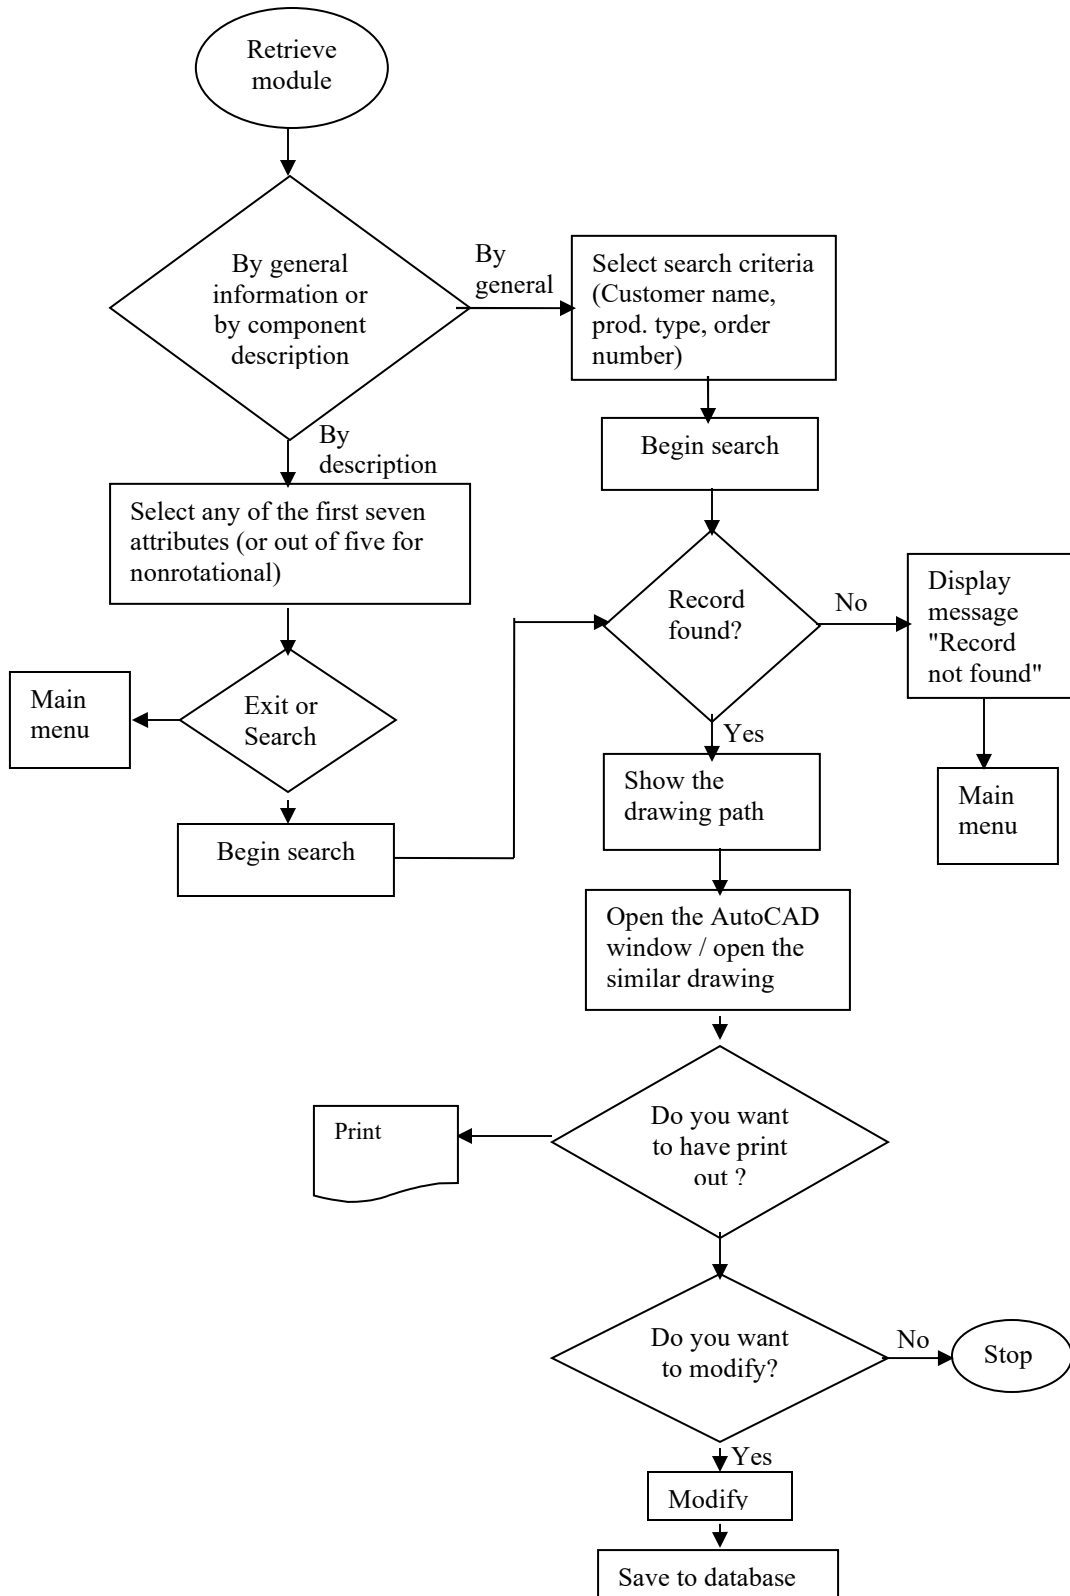 Retrieve
module
By general
information or
by component
description
By
general
Select search criteria
(Customer name,
prod. type, order
number)
Begin search
By
description
Select any of the first seven
attributes (or out of five for
nonrotational)
Exit or
Search
Main
menu
Begin search
Record
found?
No
Display
message
"Record
not found"
Main
menu
Yes
Show the
drawing path
Open the AutoCAD
window / open the
similar drawing
Do you want
to have print
out ?
Print
Do you want
to modify?
No
Stop
Yes
Modify
Save to database